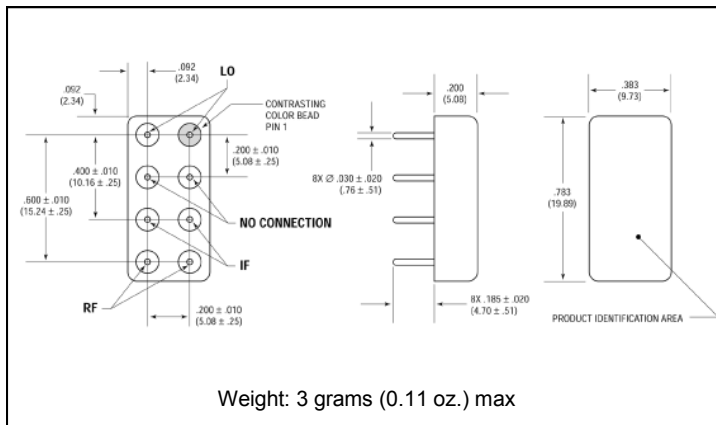 .092
(2.34)
LO
.092
(2.34)
CONTRASTING
COLOR BEAD
PIN 1
.200 ± .010
(5.08 ± .25)
.400 ± .010
(10.16 ± .25)
.600 ± .010
(15.24 ± .25)
NO CONNECTION
IF
RF
.200 ± .010
(5.08 ± .25)
.200
(5.08)
8X Ø .030 ± .020
(.76 ± .51)
8X .185 ± .020
(4.70 ± .51)
.383
(9.73)
.783
(19.89)
PRODUCT IDENTIFICATION AREA
Weight: 3 grams (0.11 oz.) max